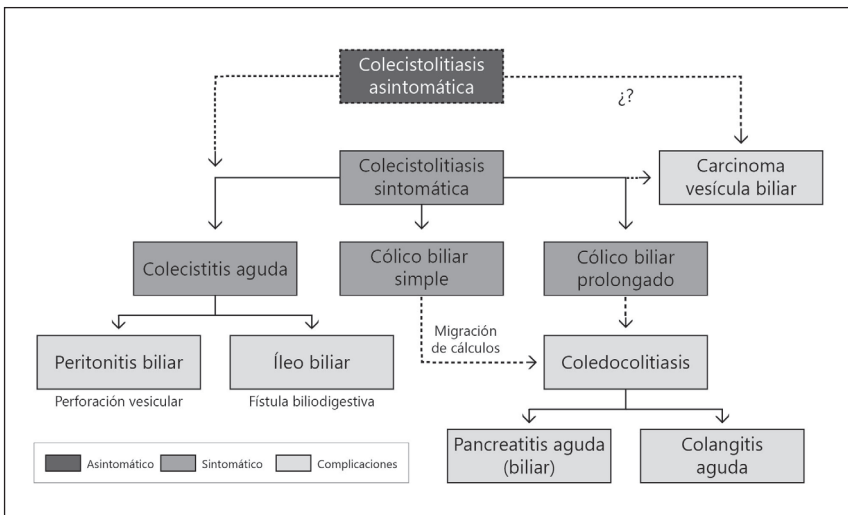 Colecistolitiasis
asintomática
¿?
Colecistolitiasis
sintomática
Carcinoma
vesícula biliar
Colecistitis aguda
Cólico biliar
simple
Cólico biliar
prolongado
Migración
de cálculos
Peritonitis biliar
Íleo biliar
Coledocolitiasis
Perforación vesicular
Fístula biliodigestiva
Pancreatitis aguda
(biliar)
Colangitis
aguda
Asintomático
Sintomático
Complicaciones